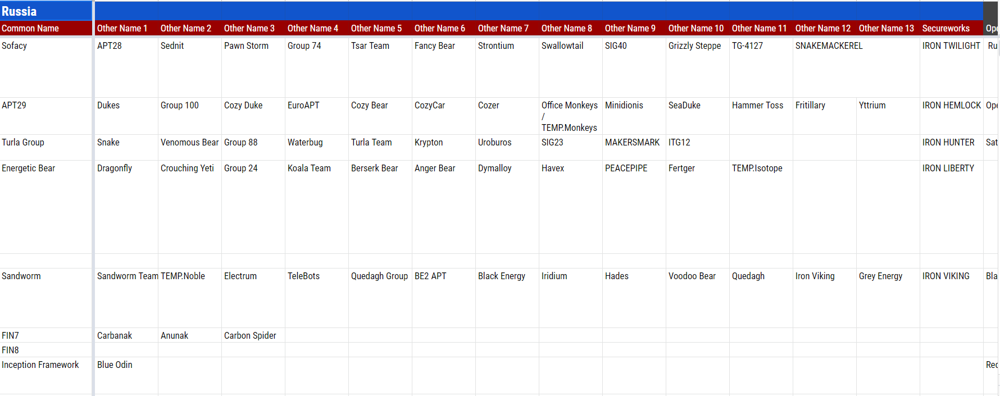 Russia
Common Name Other Name 1 Other Name 2 Other Name 3 Other Name 4 Other Name 5 Other Name 6 Other Name 7 Other Name 8 Other Name 9 Other Name 10 Other Name 11 Other Name 12 Other Name 13 Secureworks Ope
Sofacy APT28 Sednit Pawn Storm Group 74 Tsar Team Fancy Bear Strontium Swallowtail SIG40 Grizzly Steppe TG-4127 SNAKEMACKEREL IRON TWILIGHT Ru
APT29 Dukes Group 100 Cozy Duke EuroAPT Cozy Bear CozyCar Cozer Office Monkeys Minidionis SeaDuke Hammer Toss Fritillary Yttrium IRON HEMLOCK Ope
/
TEMP.Monkeys
Turla Group Snake Venomous Bear Group 88 Waterbug Turla Team Krypton Uroburos SIG23 MAKERSMARK ITG12 IRON HUNTER Sat
Energetic Bear Dragonfly Crouching Yeti Group 24 Koala Team Berserk Bear Anger Bear Dymalloy Havex PEACEPIPE Fertger TEMP.Isotope IRON LIBERTY
Sandworm Sandworm Team TEMP.Noble Electrum TeleBots Quedagh Group BE2 APT Black Energy Iridium Hades Voodoo Bear Quedagh Iron Viking Grey Energy IRON VIKING Bla
FIN7 Carbanak Anunak Carbon Spider
FIN8
Inception Framework Blue Odin Rec